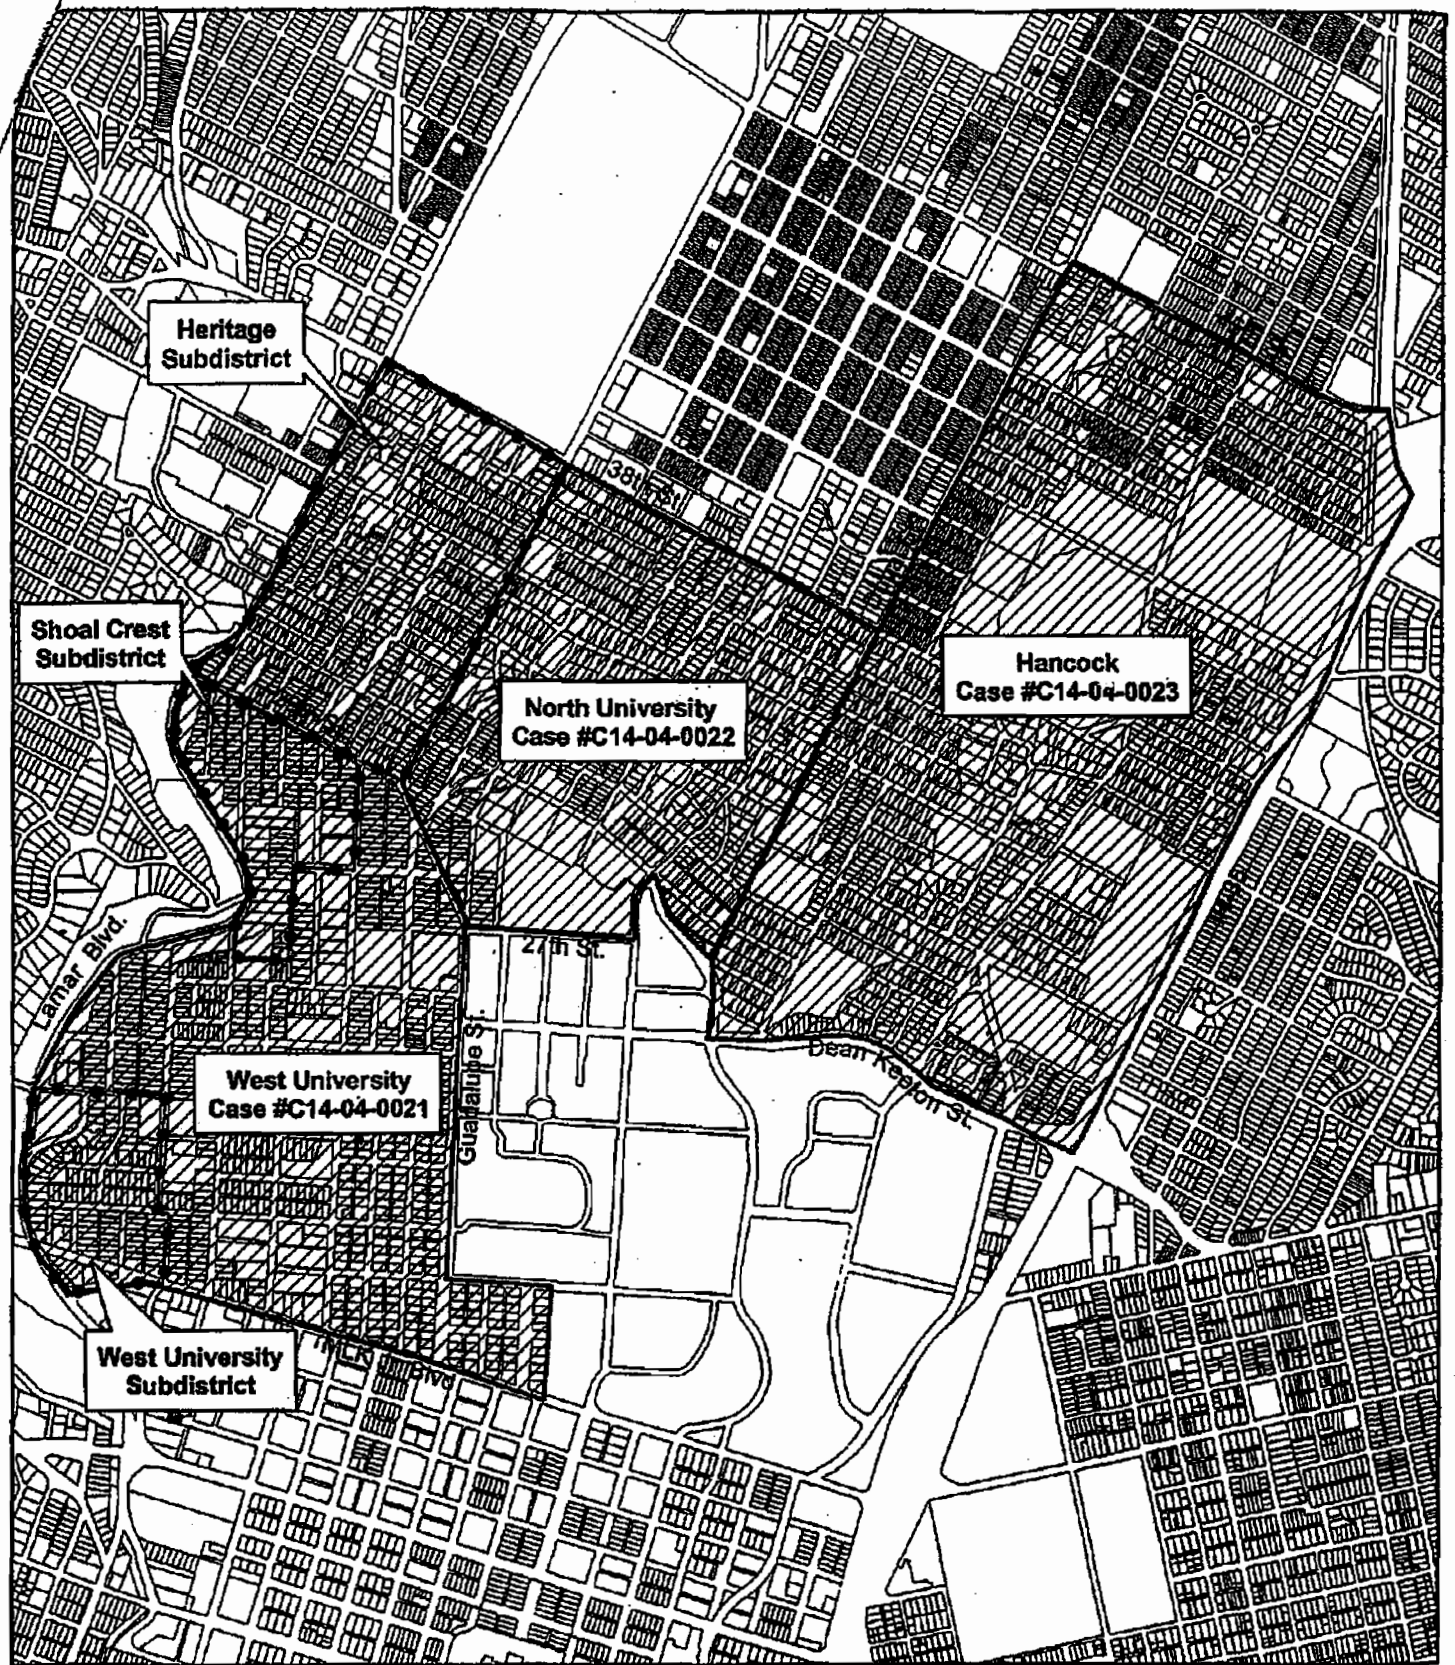 Heritage
Subdistrict
38th St.
Shoal Crest
Subdistrict
Hancock
Case #C14-04-0023
North University
Case #C14-04-0022
Lamar Blvd.
27th St.
Guadalupe St.
Dean Keeton St.
West University
Case #C14-04-0021
MLK Blvd
West University
Subdistrict